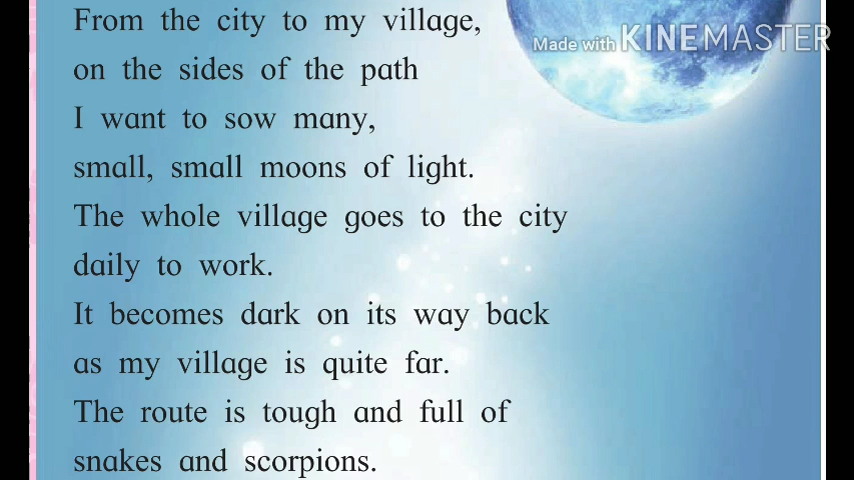 From the city to my village,
Made with KINEMASTER
on the sides of the path
I want to sow many,
small, small moons of light.
The whole village goes to the city
daily to work.
It becomes dark on its way back
as my village is quite far.
The route is tough and full of
snakes and scorpions.